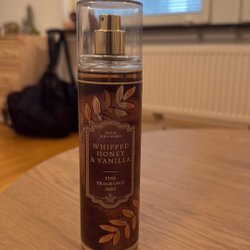 WHIPPED
HONEY
& VANILLA
FINE
FRAGRANCE
MIST